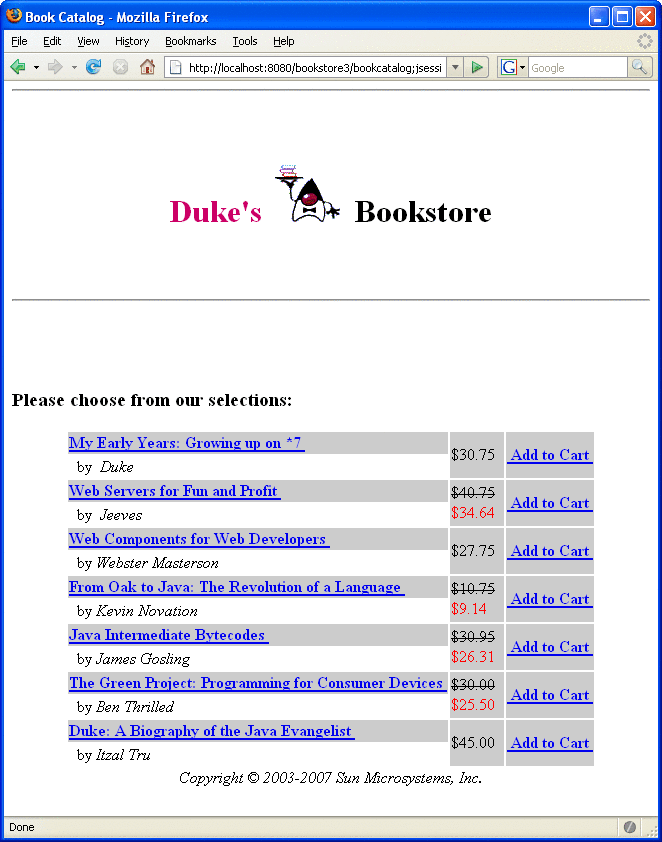 Book Catalog - Mozilla Firefox
File Edit View History Bookmarks Tools Help
http://localhost:8080/bookstore3/bookcatalog;jsessi
G Google
Duke's Bookstore
Please choose from our selections:
My Early Years: Growing up on *7
by Duke
$30.75 Add to Cart
Web Servers for Fun and Profit
by Jeeves
$40.75
$34.64
Add to Cart
Web Components for Web Developers
by Webster Masterson
$27.75 Add to Cart
From Oak to Java: The Revolution of a Language
by Kevin Novation
$10.75
$9.14
Add to Cart
Java Intermediate Bytecodes
by James Gosling
$30.95
$26.31
Add to Cart
The Green Project: Programming for Consumer Devices
by Ben Thrilled
$30.00
$25.50
Add to Cart
Duke: A Biography of the Java Evangelist
by Itzal Tru
$45.00 Add to Cart
Copyright © 2003-2007 Sun Microsystems, Inc.
Done